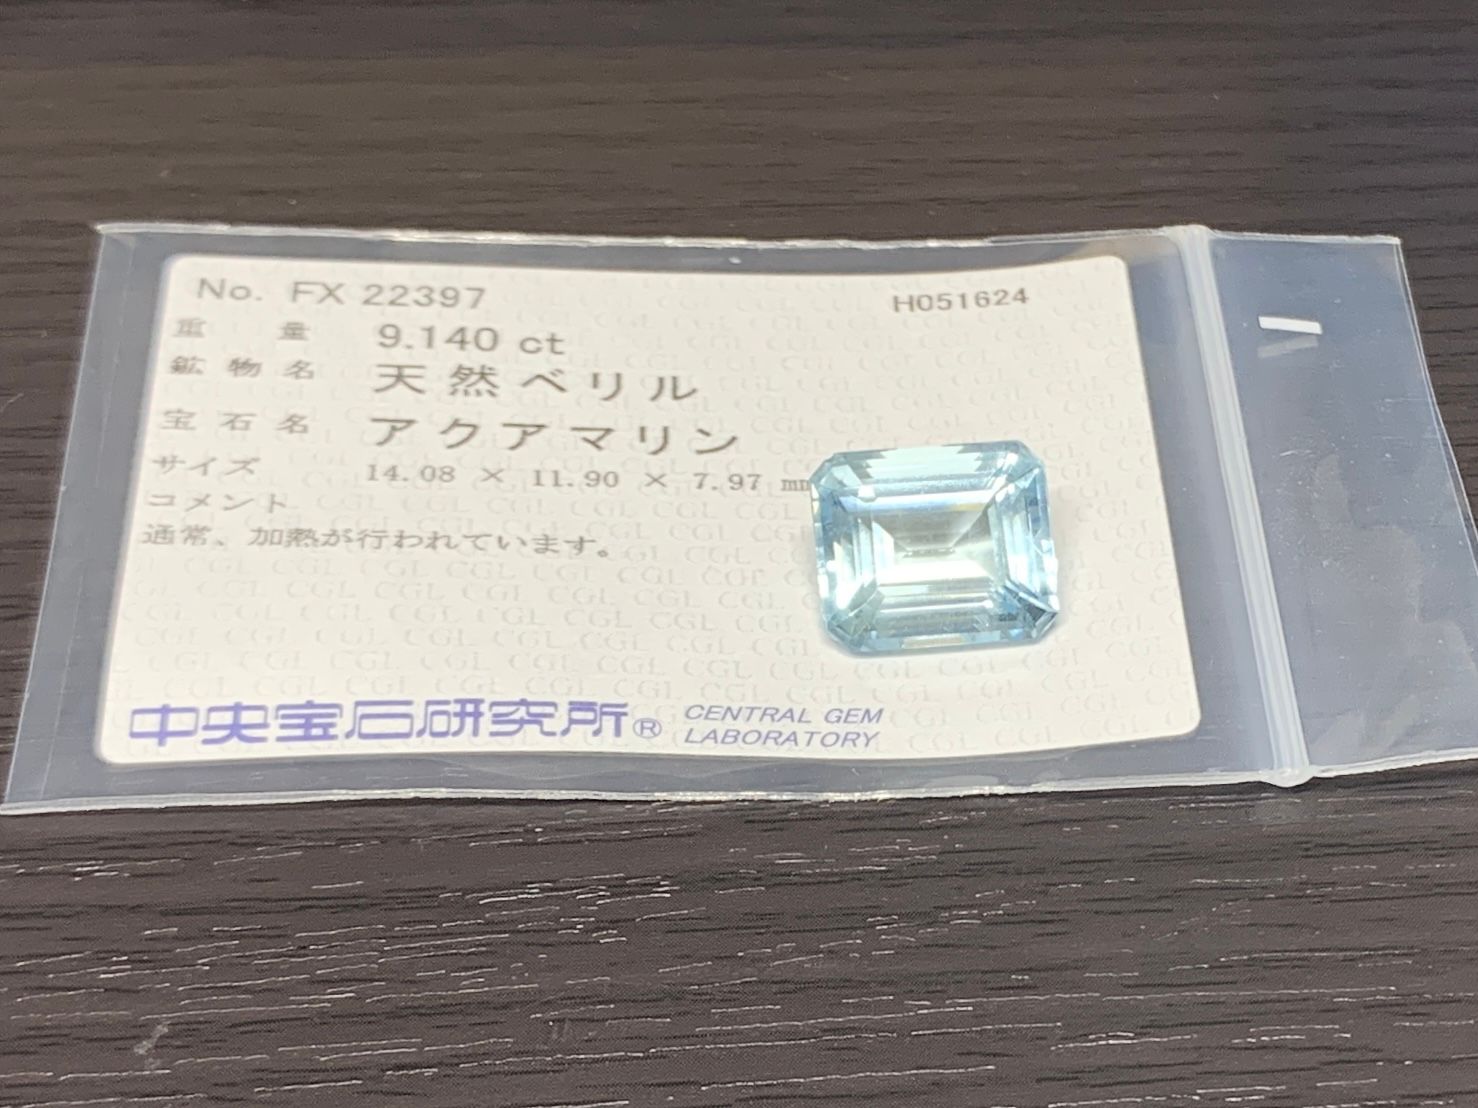 No. FX 22397 H051624
重 量 9.140 ct
鉱 物 名 天然ベリル
宝 石 名 アクアマリン
サイズ 14.08 × 11.90 × 7.97 mm
コメント
通常、加熱が行われています。
中央宝石研究所® CENTRAL GEM
LABORATORY